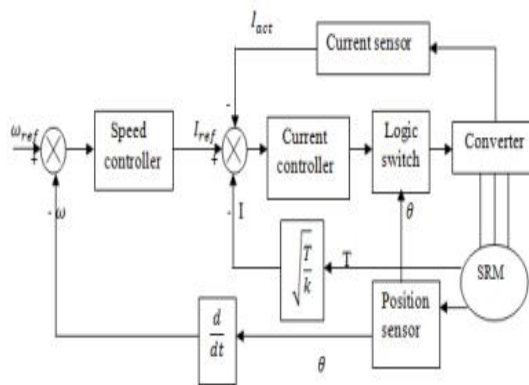 I_act
Current sensor
-
ω_ref
+
Speed
controller
I_ref
+
Current
controller
Logic
switch
Converter
- ω
- I
θ
√(T/k)
T
SRM
Position
sensor
d/dt
θ